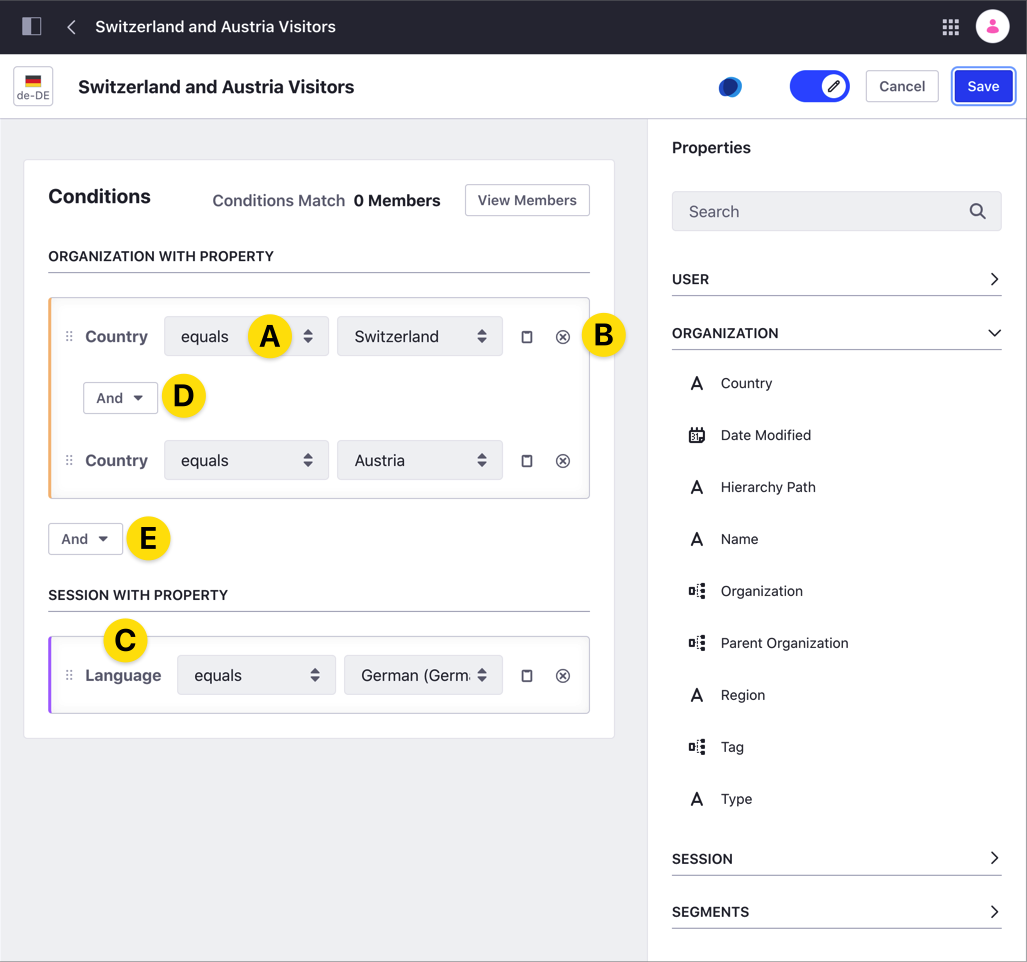 Switzerland and Austria Visitors
de-DE
Switzerland and Austria Visitors
Cancel
Save
Conditions
Conditions Match 0 Members
View Members
ORGANIZATION WITH PROPERTY
Country equals A Switzerland B
And D
Country equals Austria
And E
SESSION WITH PROPERTY
C
Language equals German (Germ
Properties
Search
USER
ORGANIZATION
A Country
31 Date Modified
A Hierarchy Path
A Name
Organization
Parent Organization
A Region
Tag
A Type
SESSION
SEGMENTS